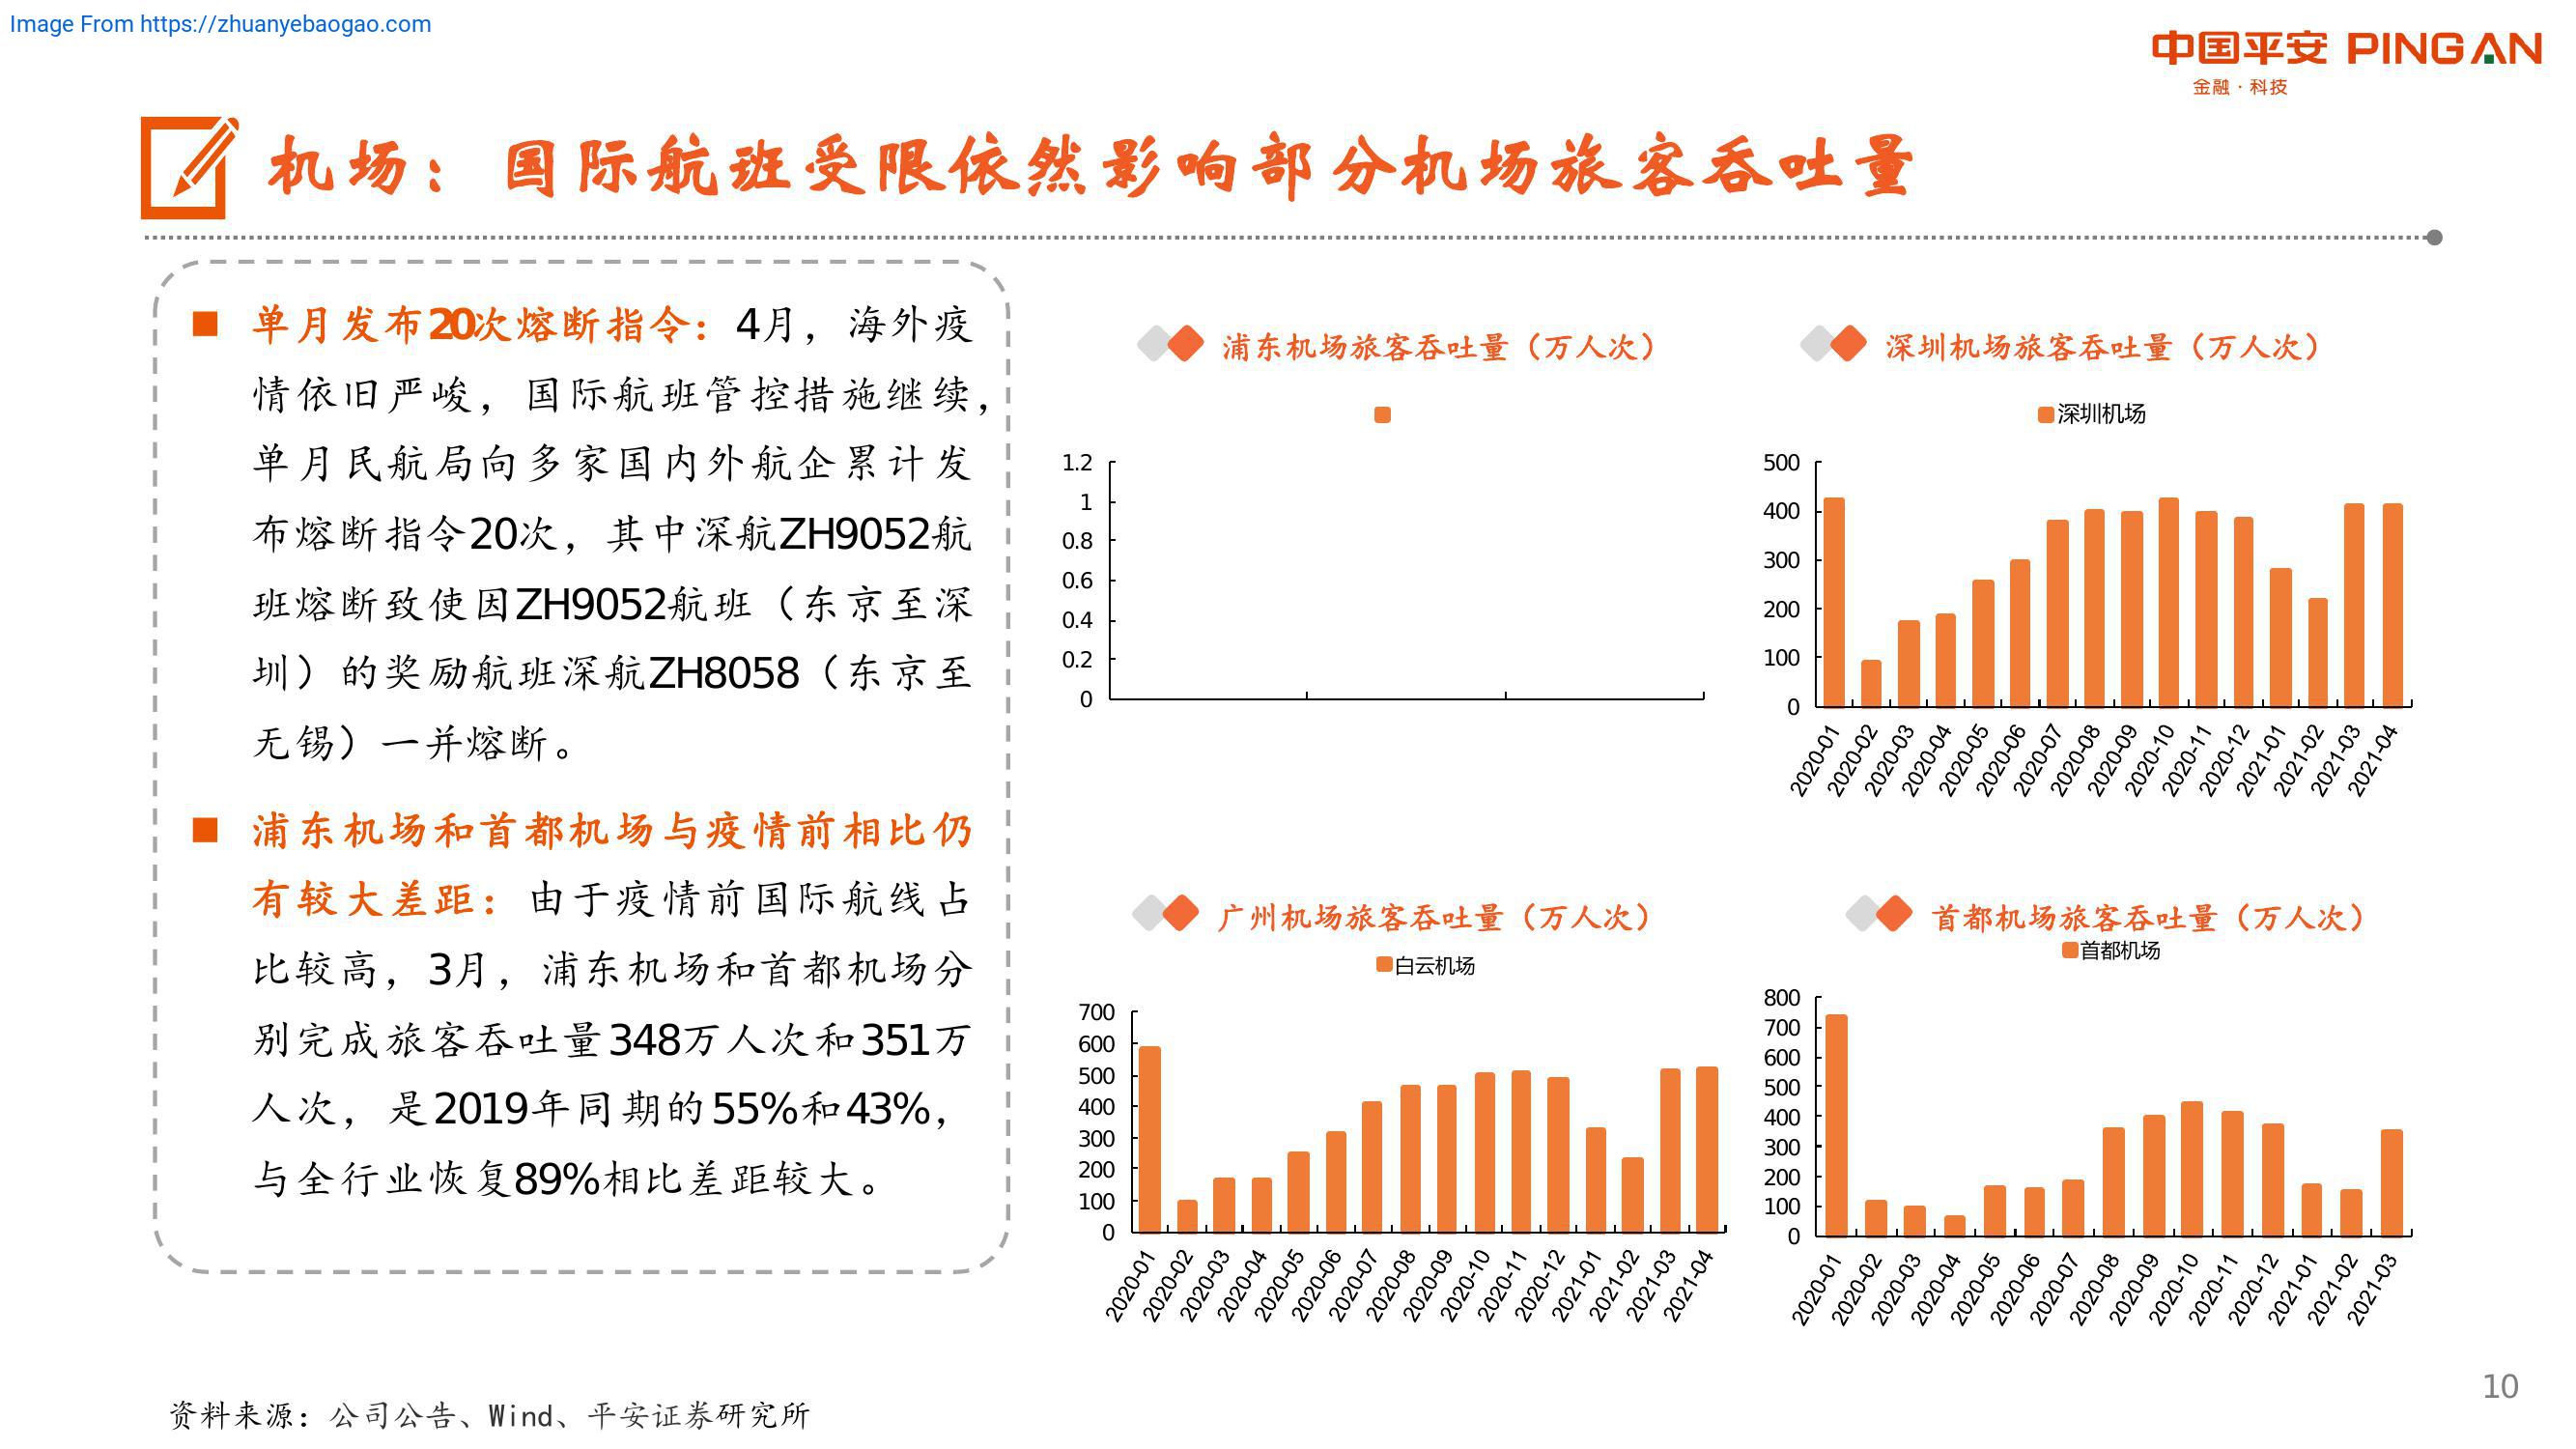 Image From https://zhuanyebaogao.com
中国平安 PINGAN
金融·科技
机场：国际航班受限依然影响部分机场旅客吞吐量
■ 单月发布20次熔断指令：4月，海外疫
情依旧严峻，国际航班管控措施继续，
单月民航局向多家国内外航企累计发
布熔断指令20次，其中深航ZH9052航
班熔断致使因ZH9052航班（东京至深
圳）的奖励航班深航ZH8058（东京至
无锡）一并熔断。
■ 浦东机场和首都机场与疫情前相比仍
有较大差距：由于疫情前国际航线占
比较高，3月，浦东机场和首都机场分
别完成旅客吞吐量348万人次和351万
人次，是2019年同期的55%和43%，
与全行业恢复89%相比差距较大。
浦东机场旅客吞吐量（万人次）
1.2
1
0.8
0.6
0.4
0.2
0
深圳机场旅客吞吐量（万人次）
深圳机场
500
400
300
200
100
0
2020-01 2020-02 2020-03 2020-04 2020-05 2020-06 2020-07 2020-08 2020-09 2020-10 2020-11 2020-12 2021-01 2021-02 2021-03 2021-04
广州机场旅客吞吐量（万人次）
白云机场
700
600
500
400
300
200
100
0
2020-01 2020-02 2020-03 2020-04 2020-05 2020-06 2020-07 2020-08 2020-09 2020-10 2020-11 2020-12 2021-01 2021-02 2021-03 2021-04
首都机场旅客吞吐量（万人次）
首都机场
800
700
600
500
400
300
200
100
0
2020-01 2020-02 2020-03 2020-04 2020-05 2020-06 2020-07 2020-08 2020-09 2020-10 2020-11 2020-12 2021-01 2021-02 2021-03
资料来源：公司公告、Wind、平安证券研究所
10